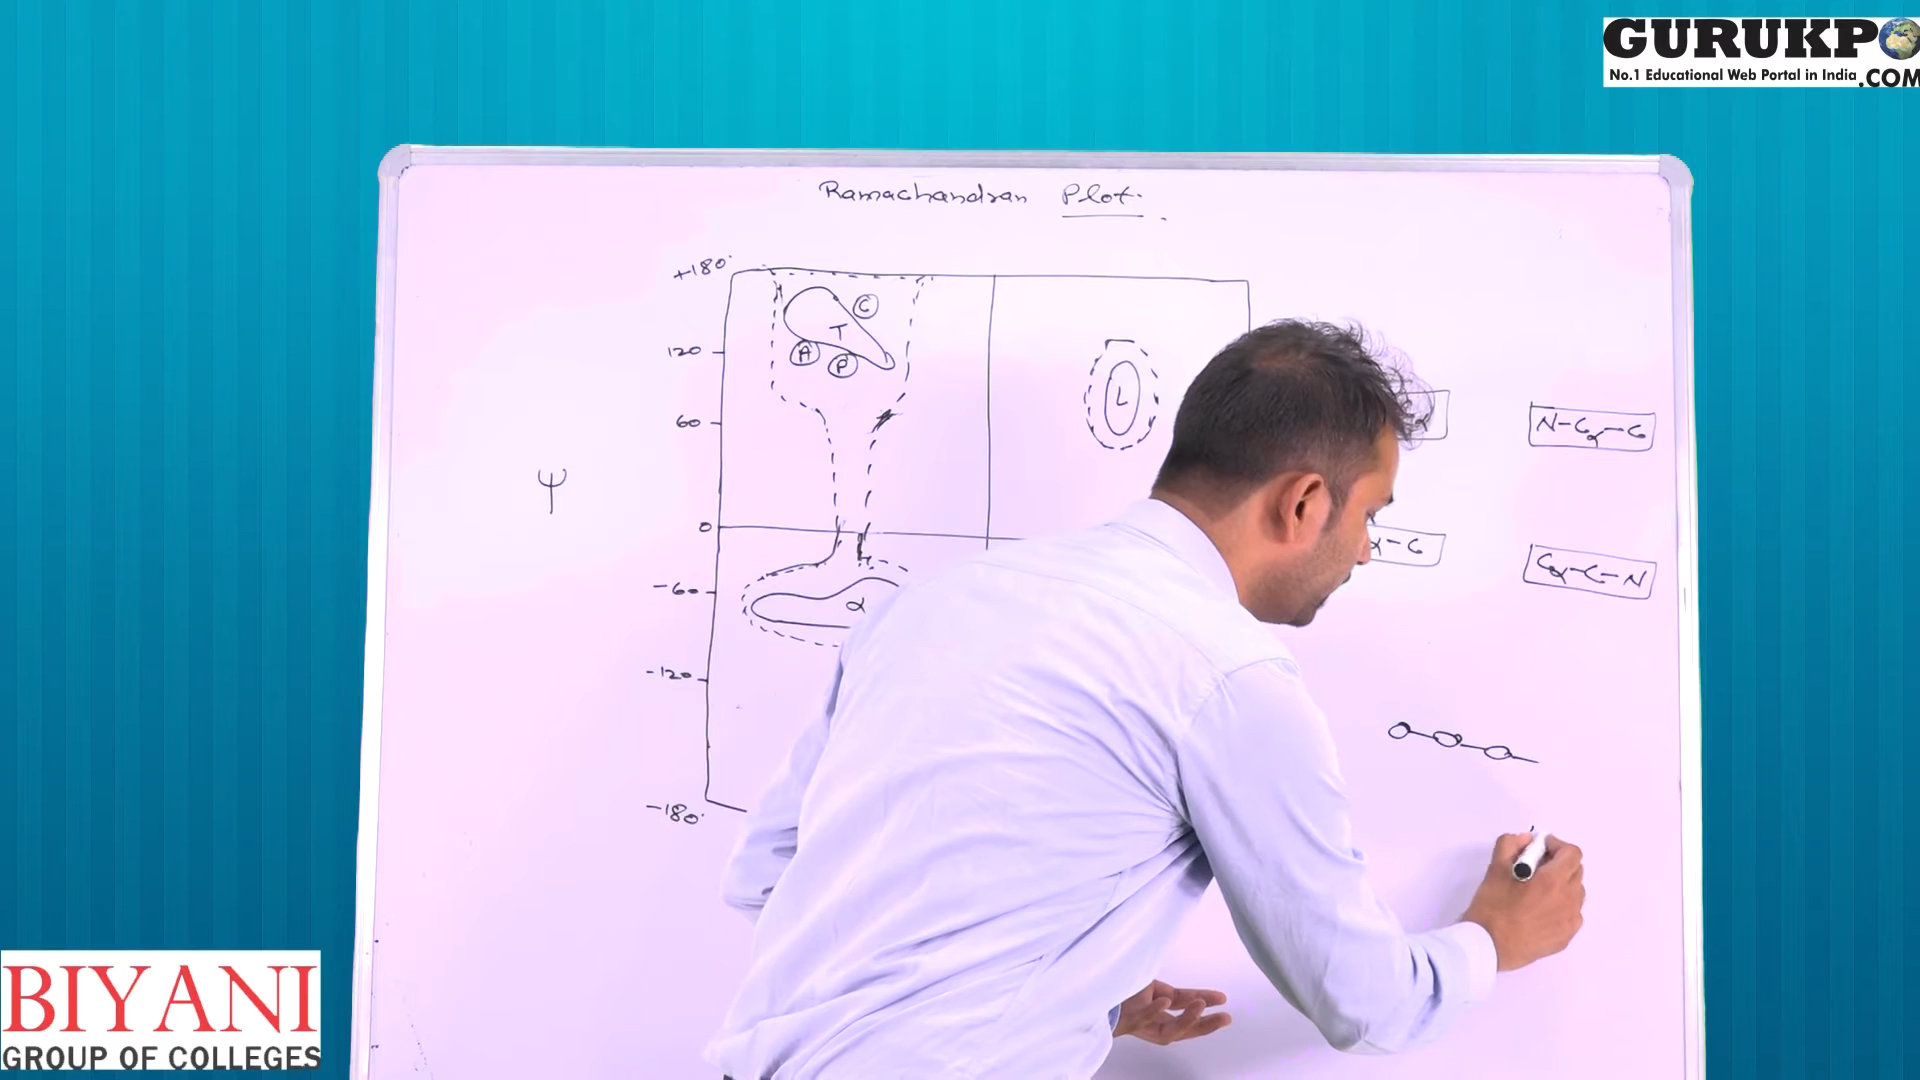 GURUKPO
No.1 Educational Web Portal in India .COM
Ramachandran Plot.
+180°
C
T
120
A P
L
60
N-Cα-C
ψ
α-C
0
Cα-C-N
-60
α
-120
-180°
BIYANI
GROUP OF COLLEGES